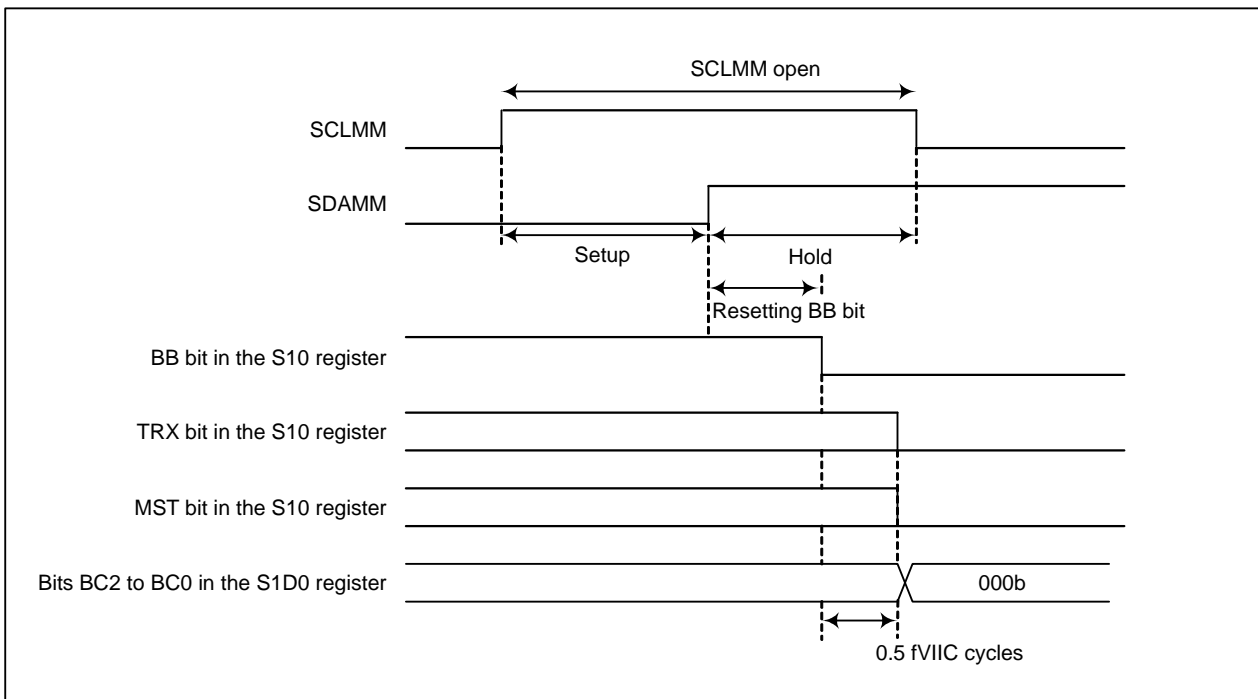 SCLMM open
SCLMM
SDAMM
Setup
Hold
Resetting BB bit
BB bit in the S10 register
TRX bit in the S10 register
MST bit in the S10 register
Bits BC2 to BC0 in the S1D0 register
000b
0.5 fVIIC cycles